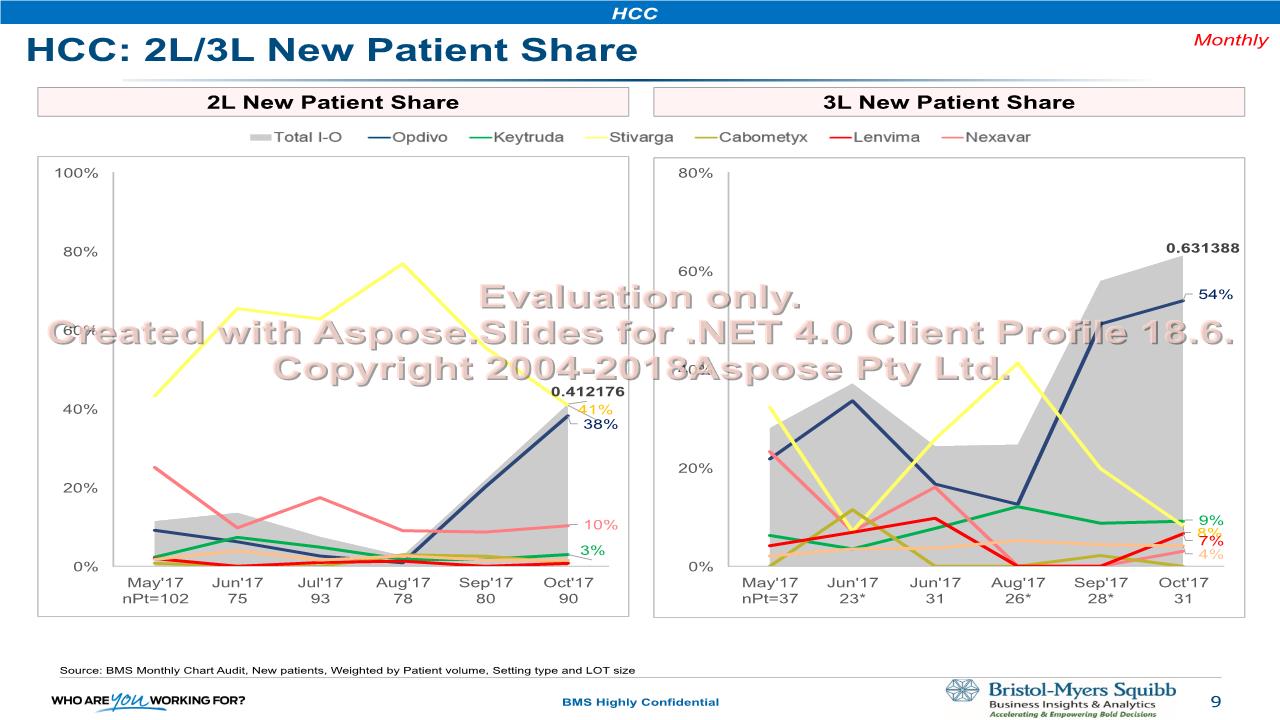 HCC
HCC: 2L/3L New Patient Share
Monthly
2L New Patient Share
3L New Patient Share
Total I-O Opdivo Keytruda Stivarga Cabometyx Lenvima Nexavar
100%
80%
60%
40%
20%
0%
0.412176
41%
38%
10%
3%
May'17 Jun'17 Jul'17 Aug'17 Sep'17 Oct'17
nPt=102 75 93 78 80 90
80%
60%
40%
20%
0%
0.631388
54%
9%
8%
7%
4%
May'17 Jun'17 Jun'17 Aug'17 Sep'17 Oct'17
nPt=37 23* 31 26* 28* 31
Evaluation only.
Created with Aspose.Slides for .NET 4.0 Client Profile 18.6.
Copyright 2004-2018Aspose Pty Ltd.
Source: BMS Monthly Chart Audit, New patients, Weighted by Patient volume, Setting type and LOT size
WHO ARE you WORKING FOR?
BMS Highly Confidential
Bristol-Myers Squibb
Business Insights & Analytics
Accelerating & Empowering Bold Decisions
9